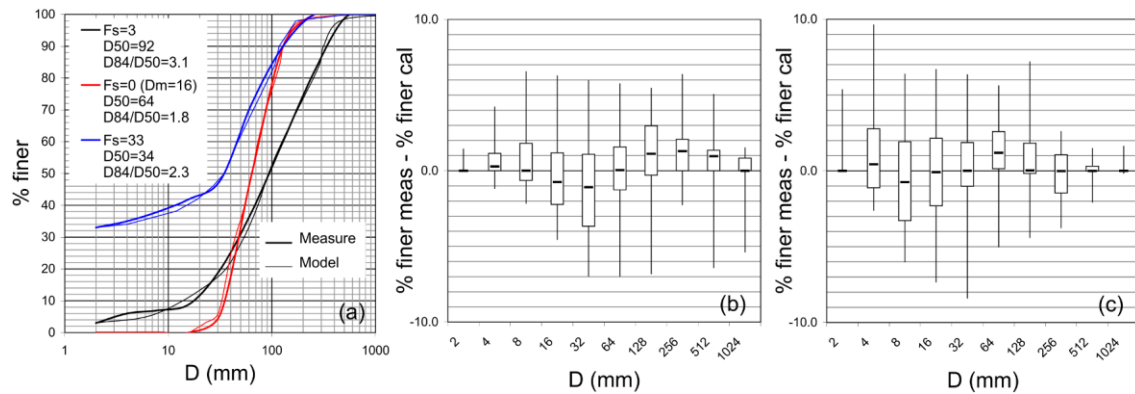 100
90
80
70
60
50
40
30
20
10
0
% finer
Fs=3
D50=92
D84/D50=3.1
Fs=0 (Dm=16)
D50=64
D84/D50=1.8
Fs=33
D50=34
D84/D50=2.3
Measure
Model
(a)
1 10 100 1000
D (mm)
10.0
0.0
-10.0
% finer meas - % finer cal
(b)
2 4 8 16 32 64 128 256 512 1024
D (mm)
10.0
0.0
-10.0
% finer meas - % finer cal
(c)
2 4 8 16 32 64 128 256 512 1024
D (mm)